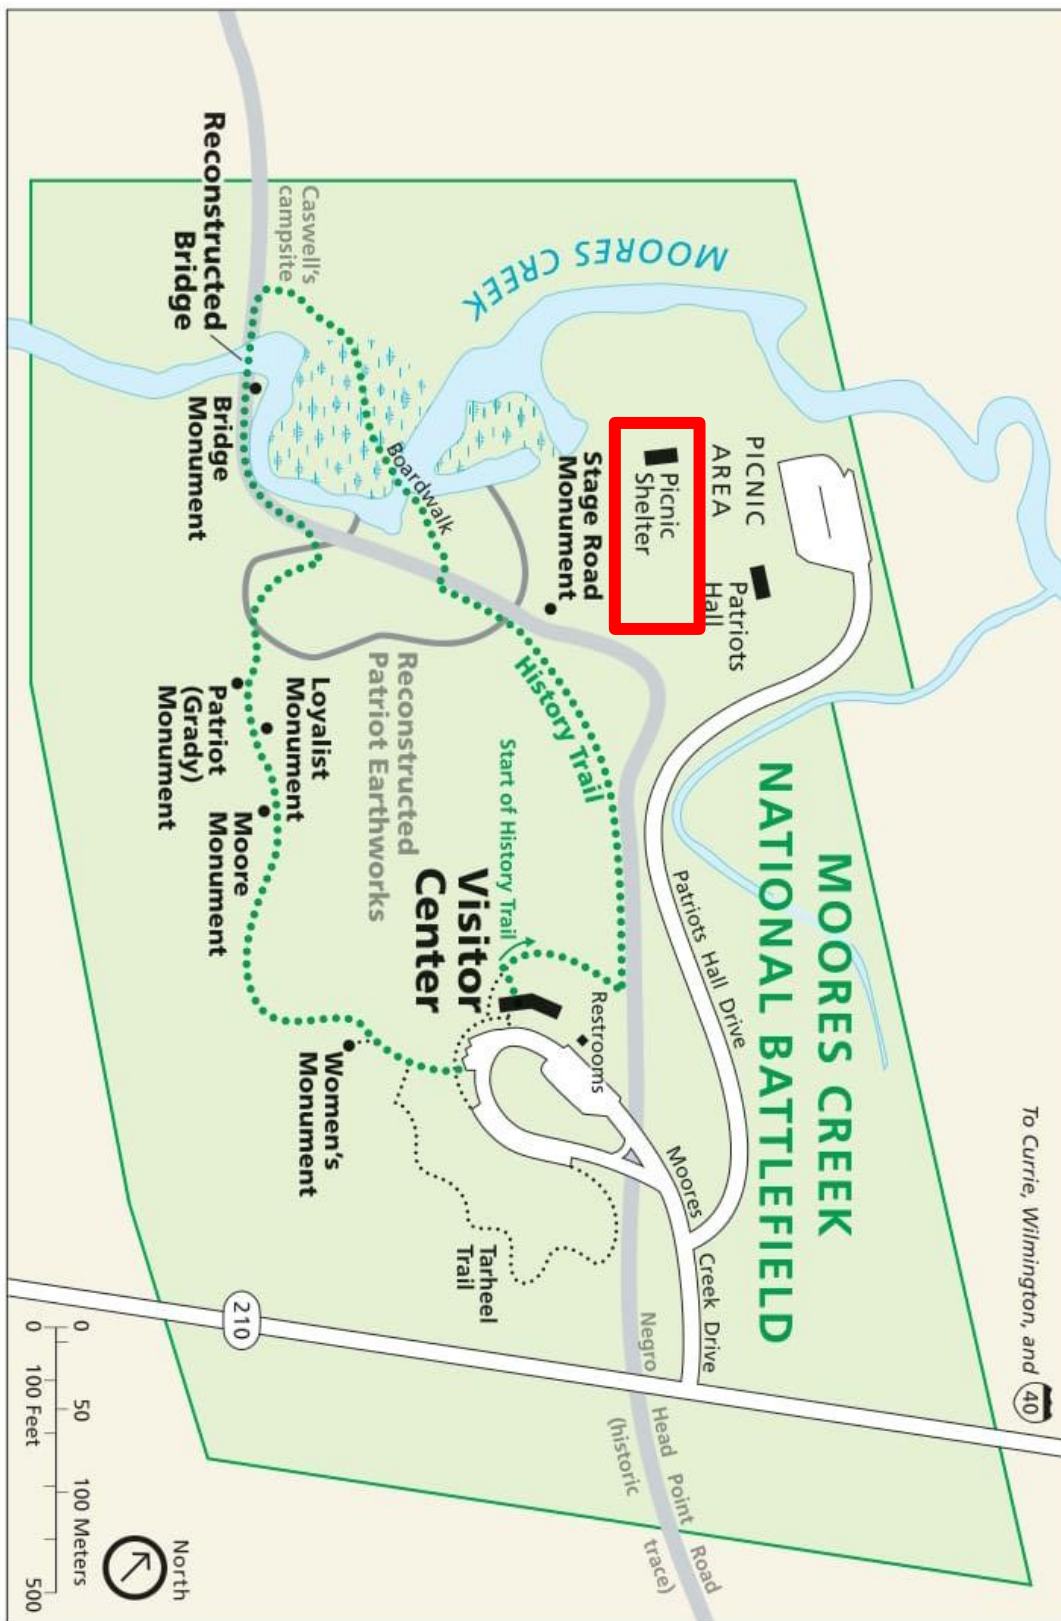 MOORES CREEK
NATIONAL BATTLEFIELD
To Currie, Wilmington, and
40
MOORES CREEK
PICNIC
AREA
Patriots
Hall
Picnic
Shelter
Stage Road
Monument
Caswell's
campsite
Reconstructed
Bridge
Bridge
Monument
Boardwalk
History Trail
Start of History Trail
Reconstructed
Patriot Earthworks
Loyalist
Monument
Patriot
(Grady)
Monument
Moore
Monument
Visitor
Center
Restrooms
Women's
Monument
Tarheel
Trail
Patriots Hall Drive
Moores Creek Drive
Negro Head Point Road
(historic trace)
210
0 50 100 Meters
0 100 Feet 500
North